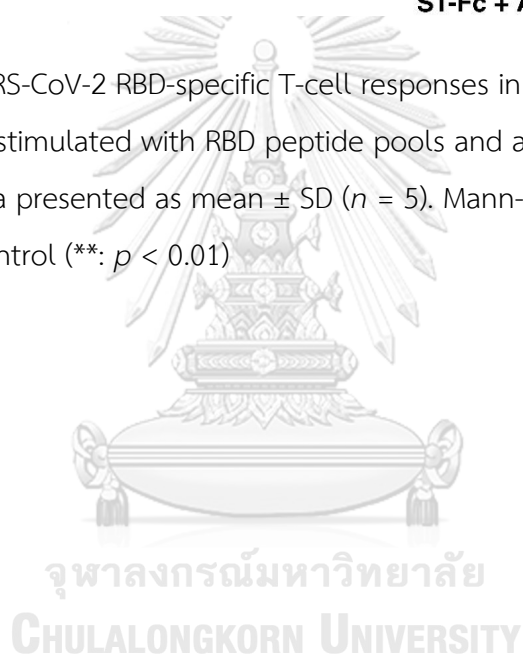 S1-Fc +
RS-CoV-2 RBD-specific T-cell responses in
stimulated with RBD peptide pools and a
a presented as mean ± SD (n = 5). Mann-
ntrol (**: p < 0.01)
จุฬาลงกรณ์มหาวิทยาลัย
CHULALONGKORN UNIVERSITY